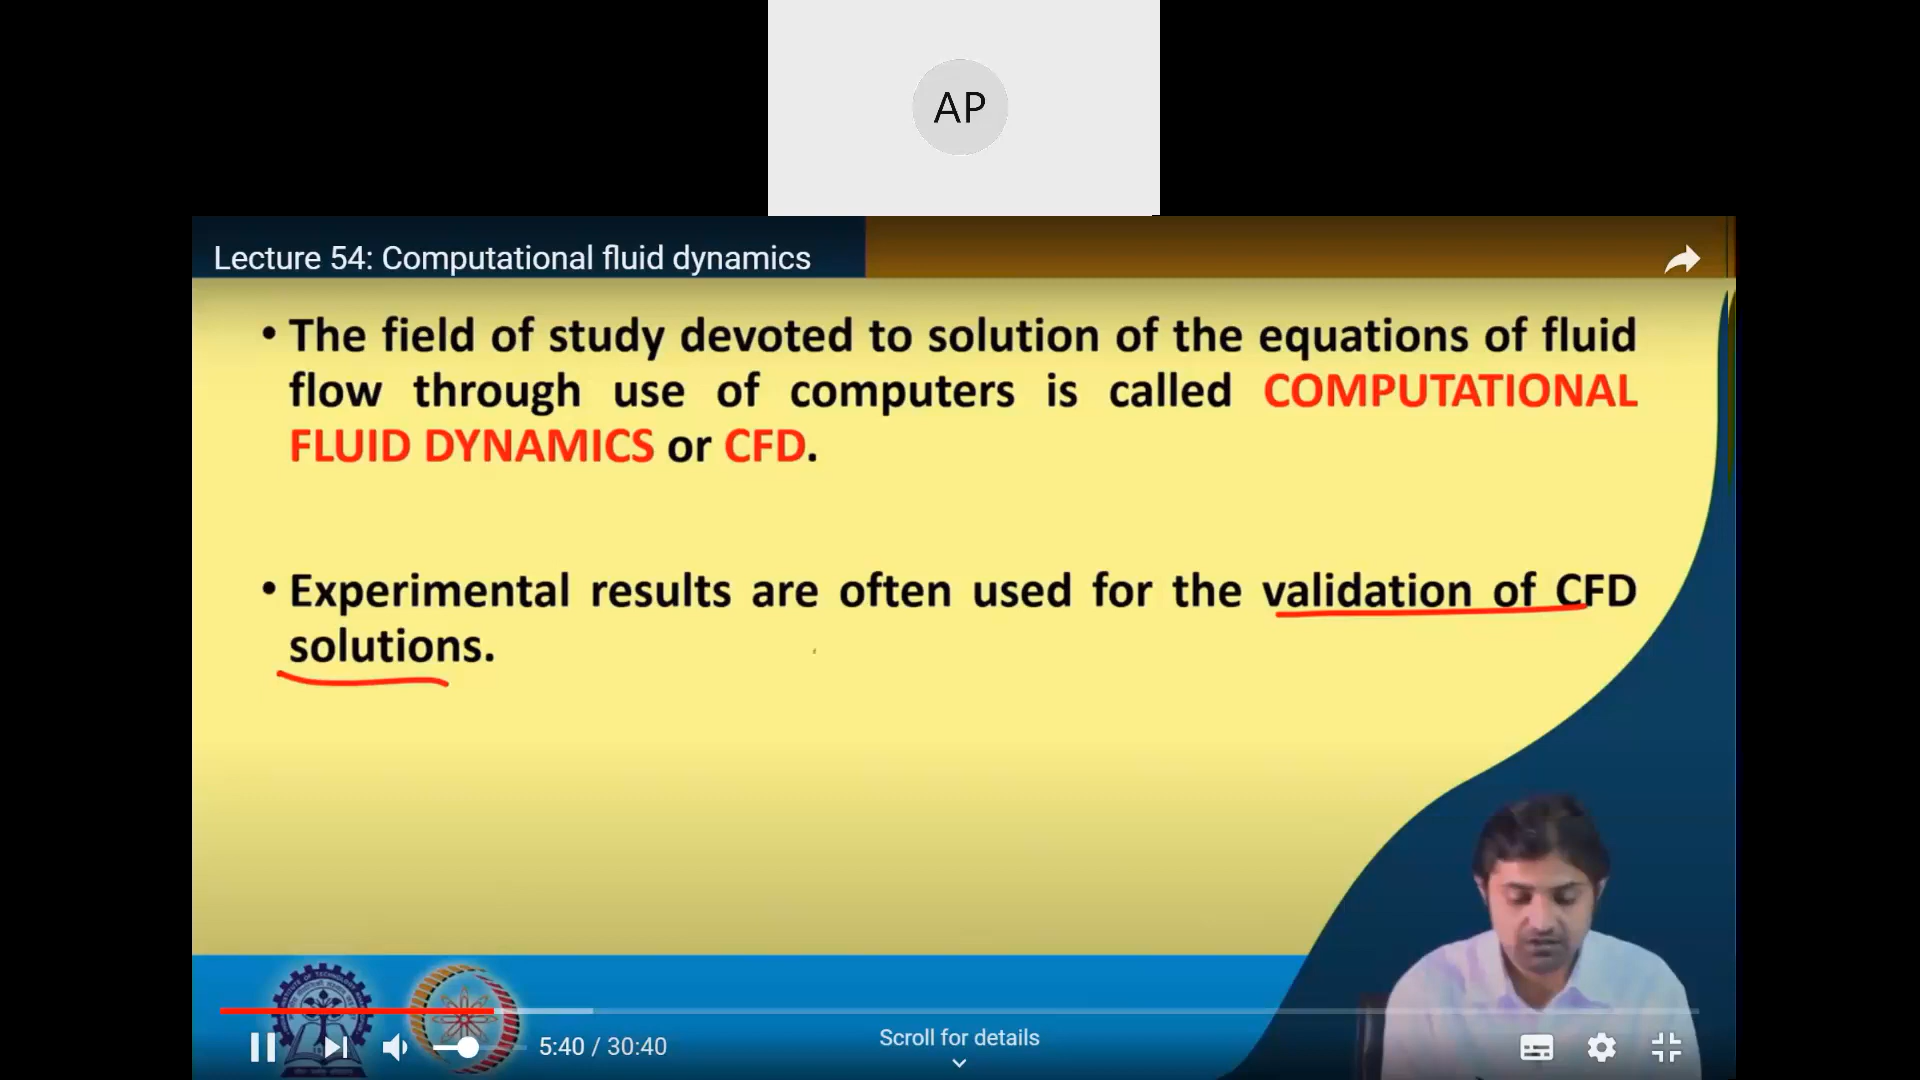 AP
Lecture 54: Computational fluid dynamics
• The field of study devoted to solution of the equations of fluid
flow through use of computers is called COMPUTATIONAL
FLUID DYNAMICS or CFD.
• Experimental results are often used for the validation of CFD
solutions.
5:40 / 30:40
Scroll for details